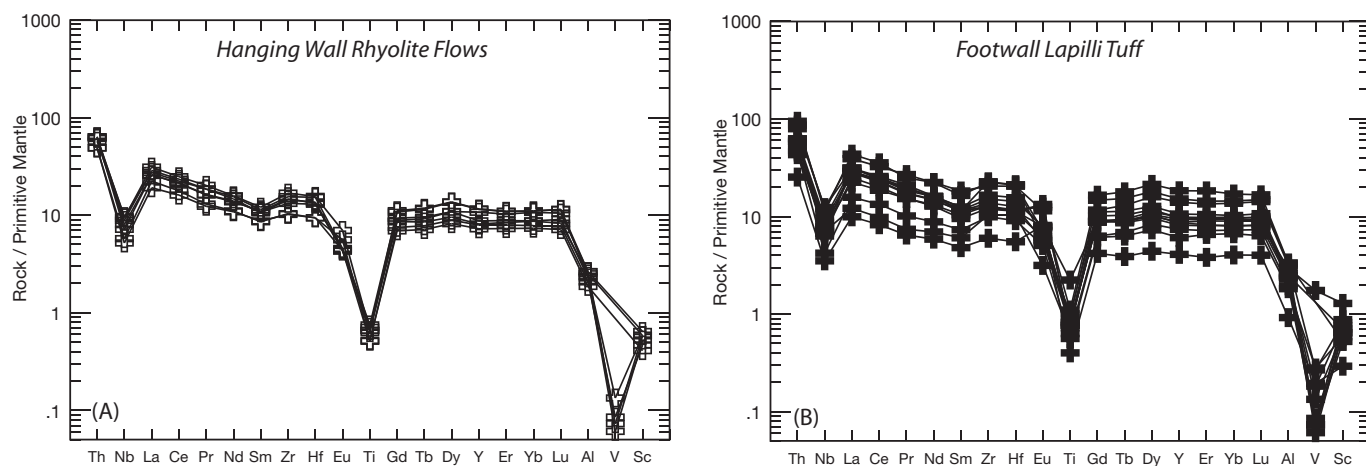 Hanging Wall Rhyolite Flows
1000
100
10
1
.1
Rock / Primitive Mantle
(A)
Th Nb La Ce Pr Nd Sm Zr Hf Eu Ti Gd Tb Dy Y Er Yb Lu Al V Sc
Footwall Lapilli Tuff
1000
100
10
1
.1
Rock / Primitive Mantle
(B)
Th Nb La Ce Pr Nd Sm Zr Hf Eu Ti Gd Tb Dy Y Er Yb Lu Al V Sc